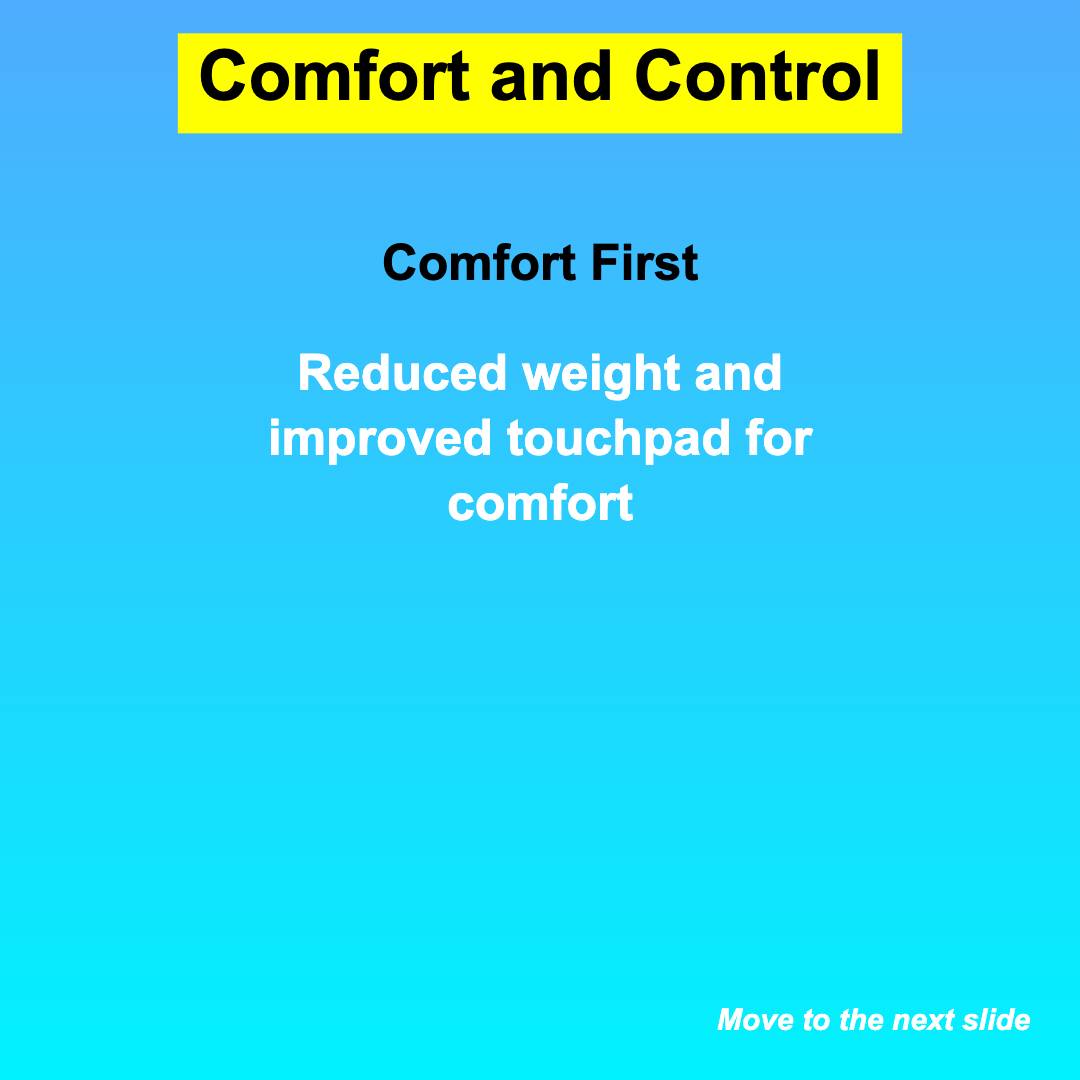 Comfort and Control
Comfort First
Reduced weight and
improved touchpad for
comfort
Move to the next slide